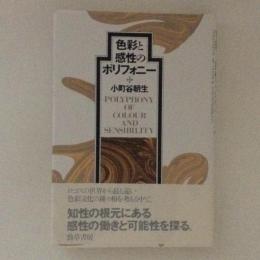 色彩と
感性の
ポリフォニー
小町谷朝生
POLYPHONY
OF
COLOUR
AND
SENSIBILITY
知性の根元にある
感性の働きと可能性を探る。
勁草書房